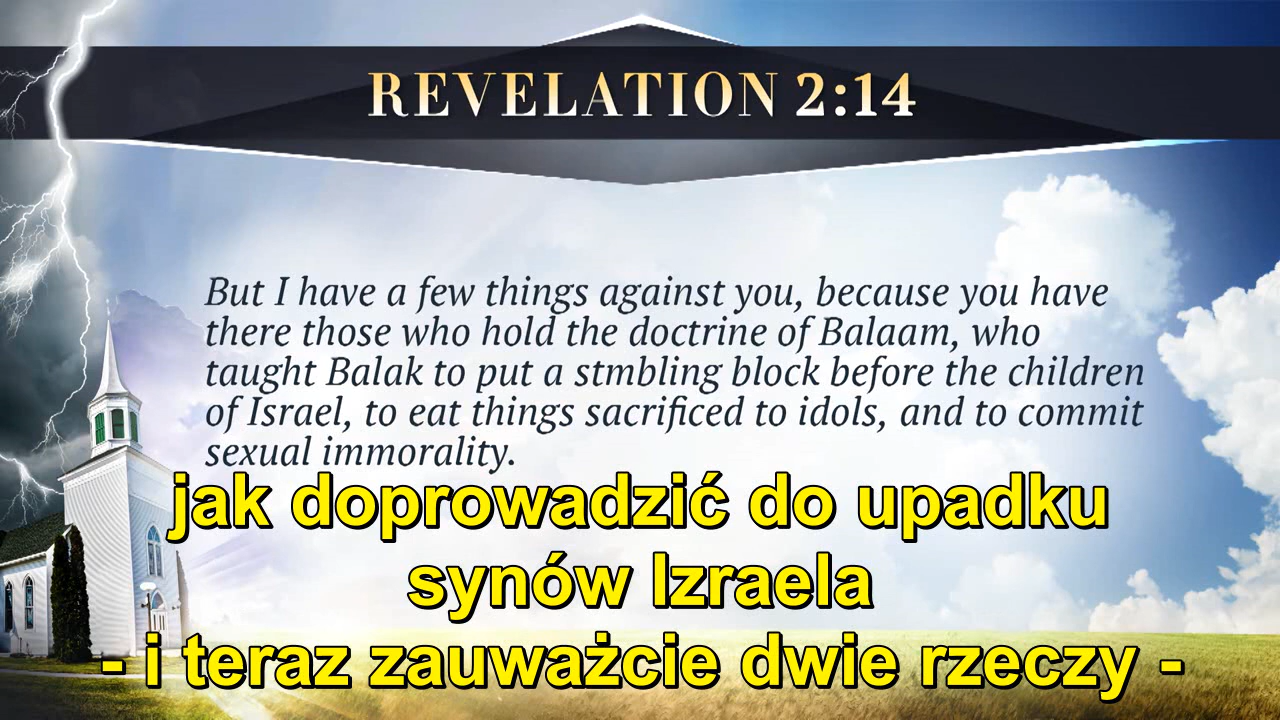 REVELATION 2:14
But I have a few things against you, because you have
there those who hold the doctrine of Balaam, who
taught Balak to put a stmbling block before the children
of Israel, to eat things sacrificed to idols, and to commit
sexual immorality.
jak doprowadzić do upadku
synów Izraela
- i teraz zauważcie dwie rzeczy -